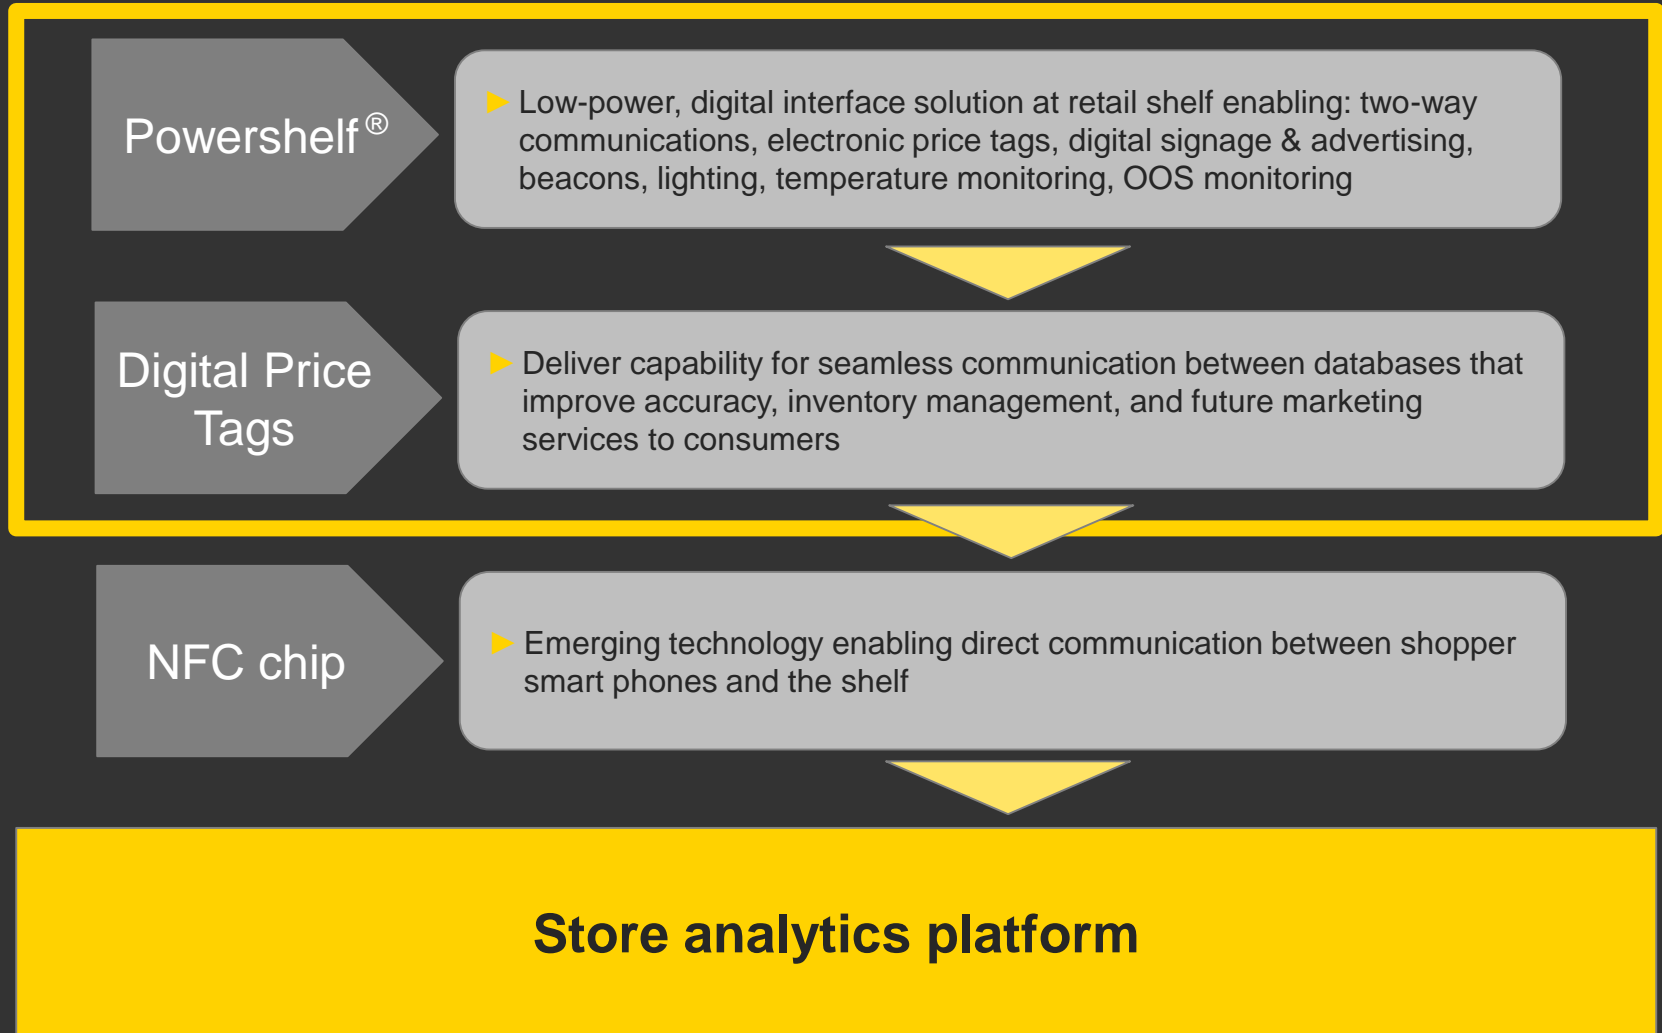 Powershelf®
► Low-power, digital interface solution at retail shelf enabling: two-way
communications, electronic price tags, digital signage & advertising,
beacons, lighting, temperature monitoring, OOS monitoring
Digital Price
Tags
► Deliver capability for seamless communication between databases that
improve accuracy, inventory management, and future marketing
services to consumers
NFC chip
► Emerging technology enabling direct communication between shopper
smart phones and the shelf
Store analytics platform